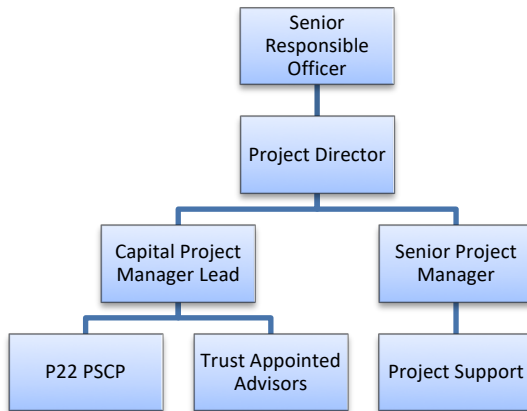 Senior
Responsible
Officer
Project Director
Capital Project
Manager Lead
Senior Project
Manager
P22 PSCP
Trust Appointed
Advisors
Project Support